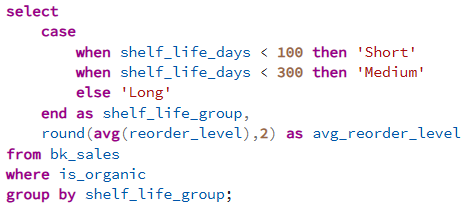 select
    case
        when shelf_life_days < 100 then 'Short'
        when shelf_life_days < 300 then 'Medium'
        else 'Long'
    end as shelf_life_group,
    round(avg(reorder_level),2) as avg_reorder_level
from bk_sales
where is_organic
group by shelf_life_group;